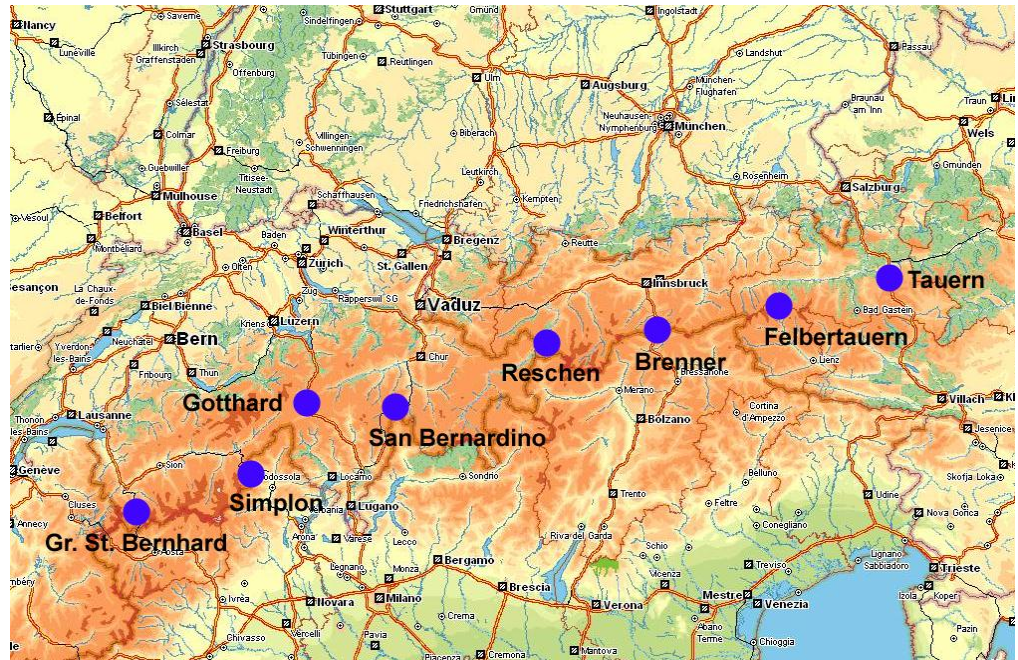 Nancy
Saverne
Stuttgart
Gmünd
Ingolstadt
Sindelfingen
Passau
Lunéville
Illkirch
Graffenstaden
Strasbourg
Tübingen
Reutlingen
Landshut
Offenburg
Ulm
Augsburg
München-
Flughafen
Sélestat
Braunau
am Inn
Traun
Lin
Épinal
Neuhausen-
Nymphenburg
München
Wels
Colmar
Villingen-
Schwenningen
Biberach
Freiburg
Guebwiller
Titisee-
Neustadt
Leutkirch
Rosenheim
Gmunden
Mulhouse
Schaffhausen
Friedrichshafen
Kempten
Salzburg
Vesoul
Belfort
Montbéliard
Basel
Baden
Winterthur
Bregenz
Reutte
Olten
Zürich
St. Gallen
Besançon
La Chaux-
de-Fonds
Zug
Rapperswil SG
Vaduz
Innsbruck
Tauern
Biel Bienne
Bad Gastein
Kriens
Luzern
Felbertauern
Neuchâtel
Bern
Brenner
Yverdon-
les-Bains
Chur
Reschen
Lienz
Fribourg
Thun
Bressanone
Merano
Gotthard
Villach
Lausanne
San Bernardino
Bolzano
Cortina
d'Ampezzo
Thonon
les-Bains
Jesenice
Genève
Sion
Domodossola
Locarno
Sondrio
Belluno
Skofja Loka
Simplon
Cluses
Lugano
Trento
Feltre
Udine
Nova Gorica
Annecy
Verbania
Gr. St. Bernhard
Aosta
Arona
Varese
Lecco
Riva del Garda
Schio
Conegliano
Bergamo
Treviso
Lignano
Sabbiadoro
Trieste
Legnano
Monza
Vicenza
Ivrea
Novara
Milano
Brescia
Verona
Mestre
Venezia
Izola
Koper
Crema
Abano
Terme
Chivasso
Vercelli
Pavia
Chioggia
Pazin
Piacenza
Cremona
Mantova